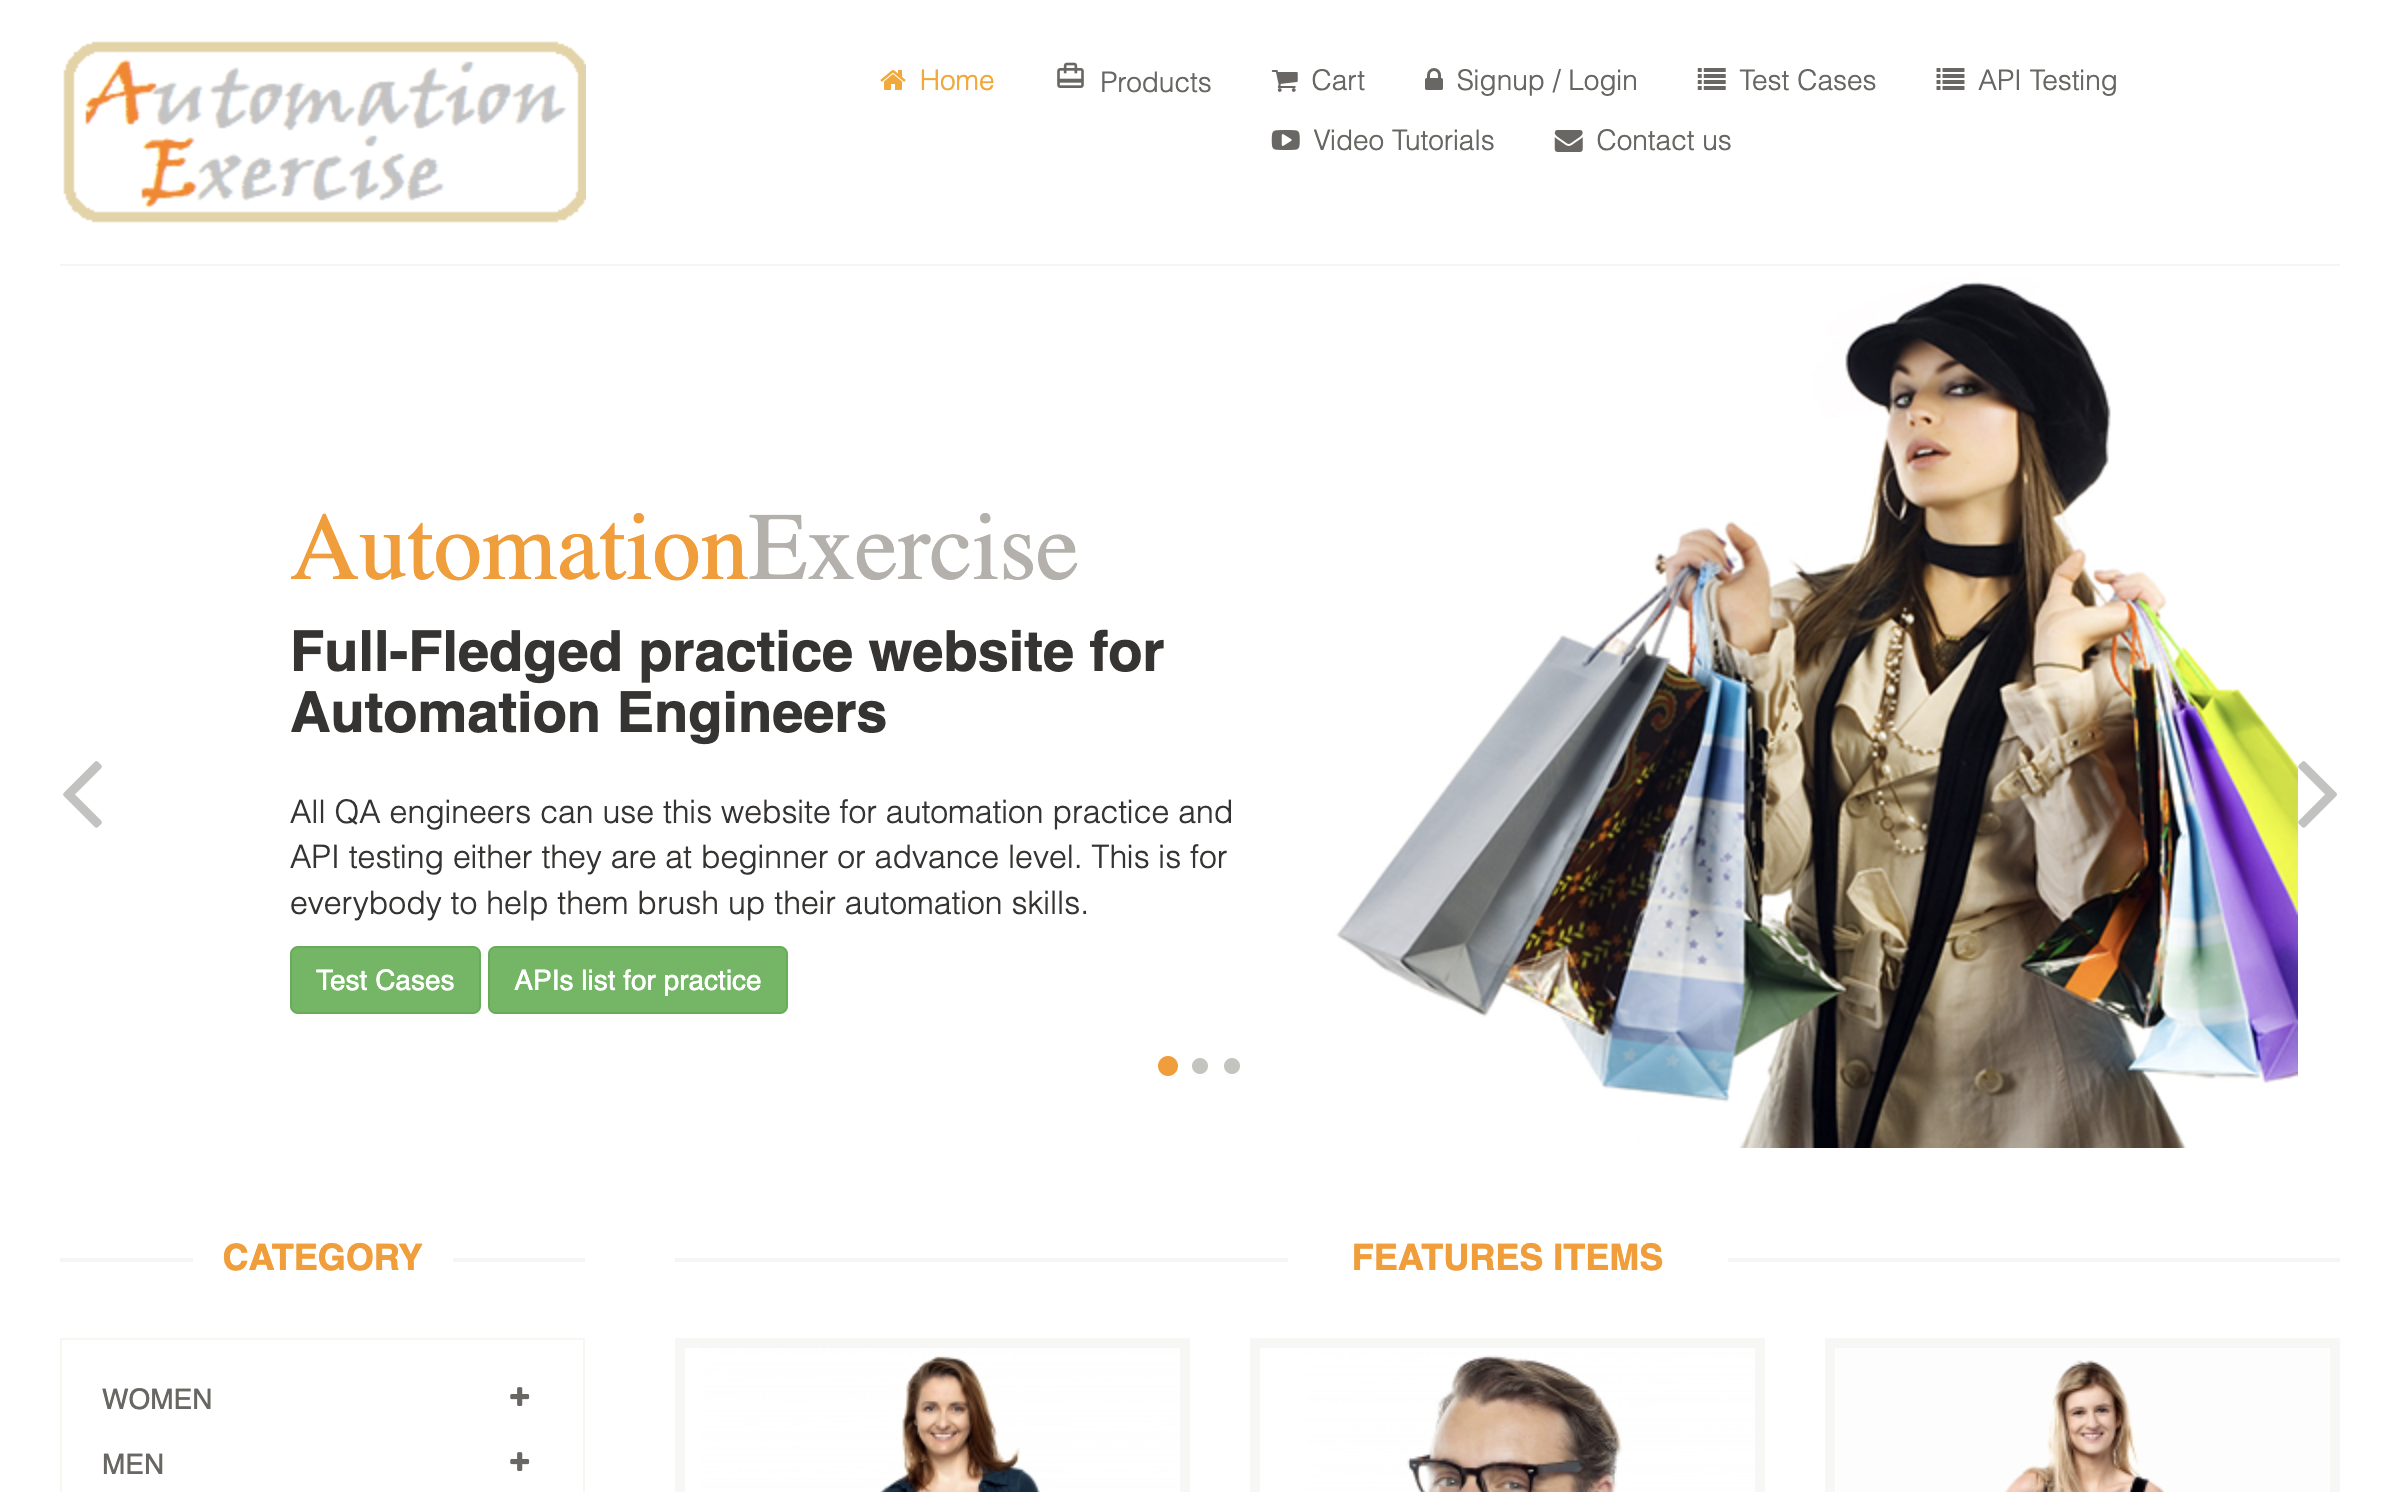 Automation
Exercise
Home
Products
Cart
Signup / Login
Test Cases
API Testing
Video Tutorials
Contact us
AutomationExercise
Full-Fledged practice website for
Automation Engineers
All QA engineers can use this website for automation practice and
API testing either they are at beginner or advance level. This is for
everybody to help them brush up their automation skills.
Test Cases
APIs list for practice
CATEGORY
FEATURES ITEMS
WOMEN
MEN